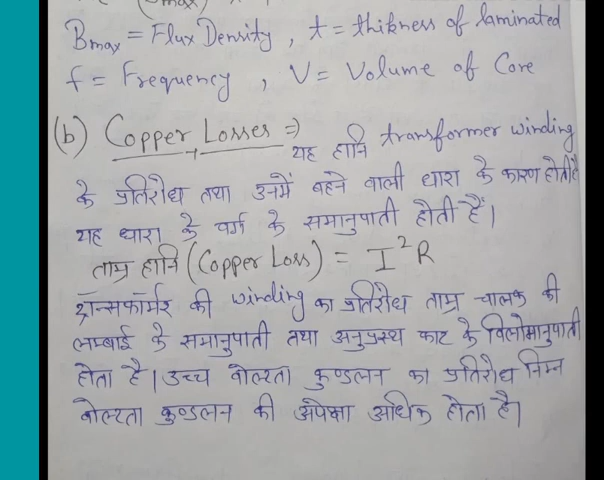 Bmax = Flux Density, t = thikness of laminated
f = Frequency, V = Volume of Core
(b) Copper Losses ⇒ यह हानि transformer winding
के प्रतिरोध तथा उनमें बहने वाली धारा के कारण होती है
यह धारा के वर्ग के समानुपाती होती हैं।
ताम्र हानि (Copper Loss) = I²R
ट्रॉन्सफॉर्मर की winding का प्रतिरोध ताम्र चालक की
लम्बाई के समानुपाती तथा अनुप्रस्थ काट के विलोमानुपाती
होता है। उच्च वोल्टता कुण्डलन का प्रतिरोध निम्न
वोल्टता कुण्डलन की अपेक्षा अधिक होता है।